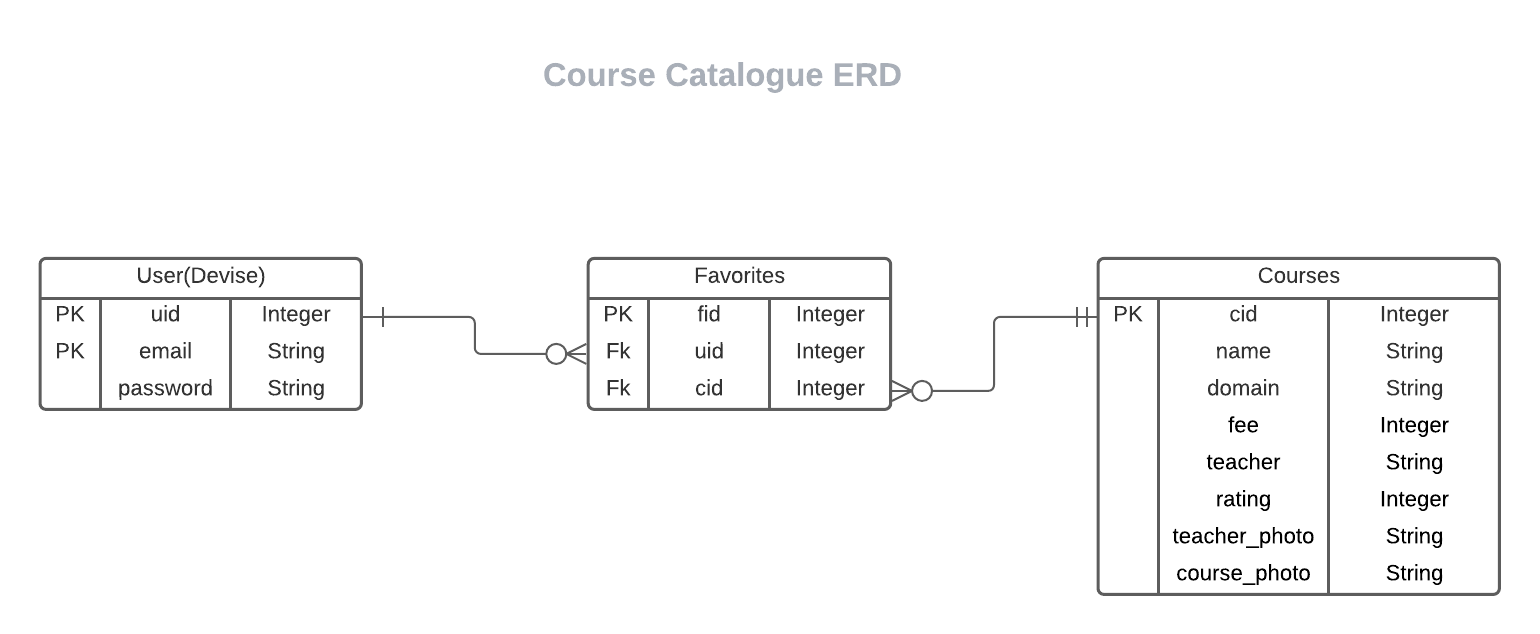 Course Catalogue ERD
User(Devise)
PK uid Integer
PK email String
password String
Favorites
PK fid Integer
Fk uid Integer
Fk cid Integer
Courses
PK cid Integer
name String
domain String
fee Integer
teacher String
rating Integer
teacher_photo String
course_photo String